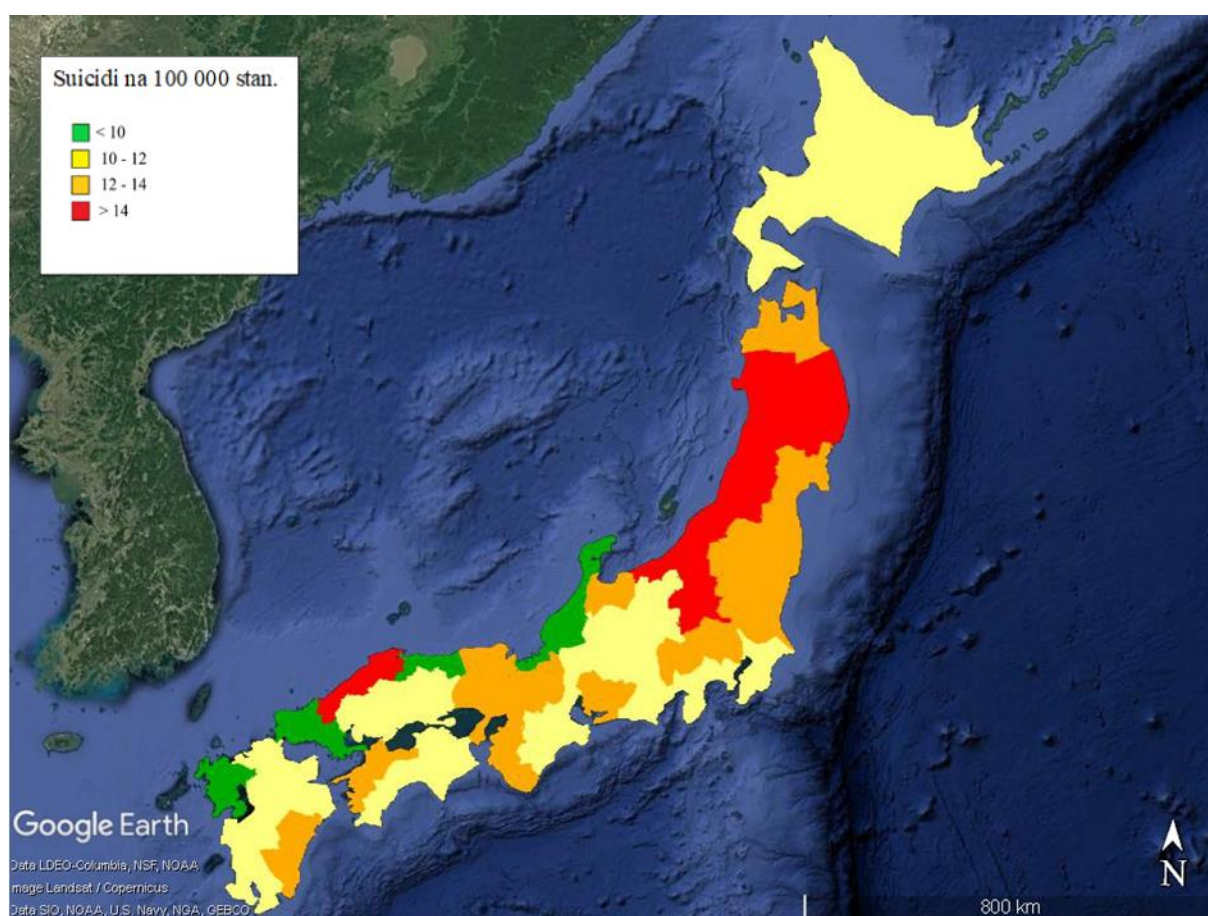 Suicidi na 100 000 stan.
< 10
10 - 12
12 - 14
> 14
Google Earth
Data LDEO-Columbia, NSF, NOAA
mage Landsat / Copernicus
Data SIO, NOAA, U.S. Navy, NGA, GEBCO
800 km
N